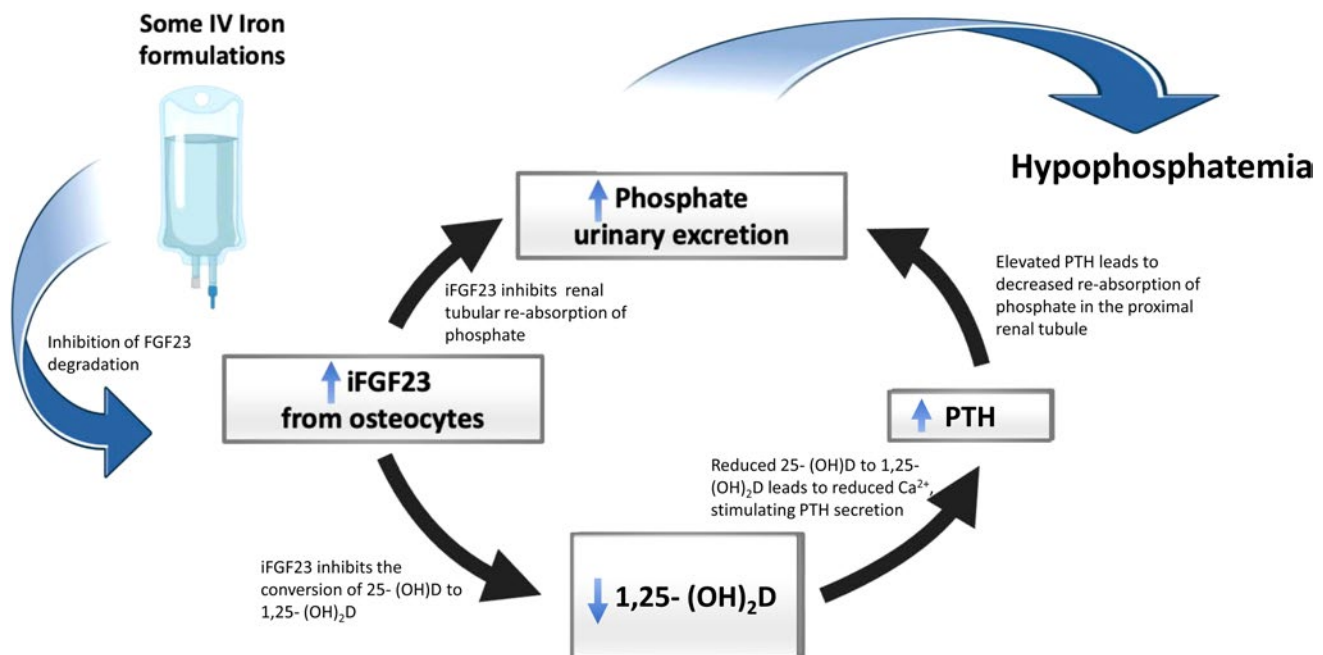 Some IV Iron
formulations
Hypophosphatemia
Phosphate
urinary excretion
Elevated PTH leads to
decreased re-absorption of
phosphate in the proximal
renal tubule
iFGF23 inhibits renal
tubular re-absorption of
phosphate
Inhibition of FGF23
degradation
iFGF23
from osteocytes
PTH
Reduced 25- (OH)D to 1,25-
(OH)₂D leads to reduced Ca²⁺,
stimulating PTH secretion
iFGF23 inhibits the
conversion of 25- (OH)D to
1,25- (OH)₂D
1,25- (OH)₂D